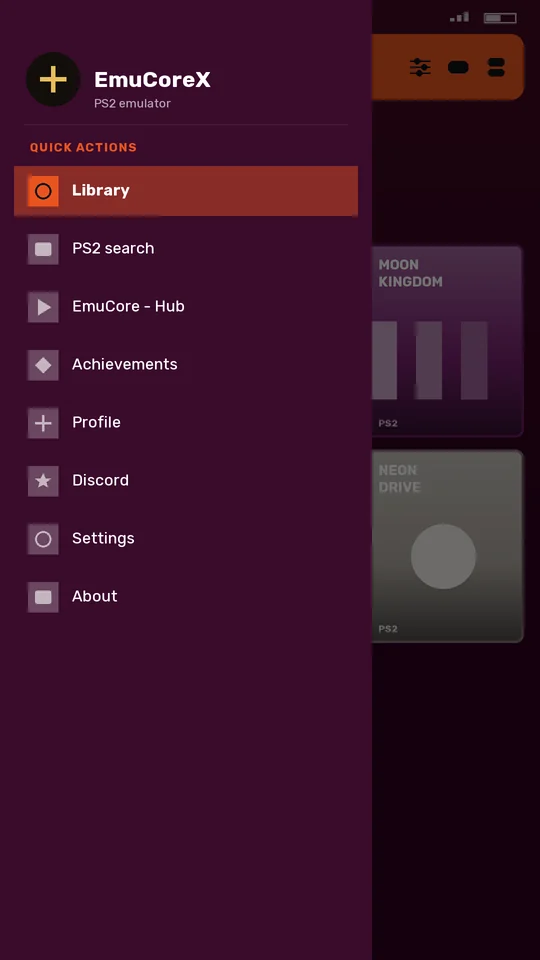 EmuCoreX
PS2 emulator
QUICK ACTIONS
Library
PS2 search
EmuCore - Hub
Achievements
Profile
Discord
Settings
About
MOON
KINGDOM
PS2
NEON
DRIVE
PS2